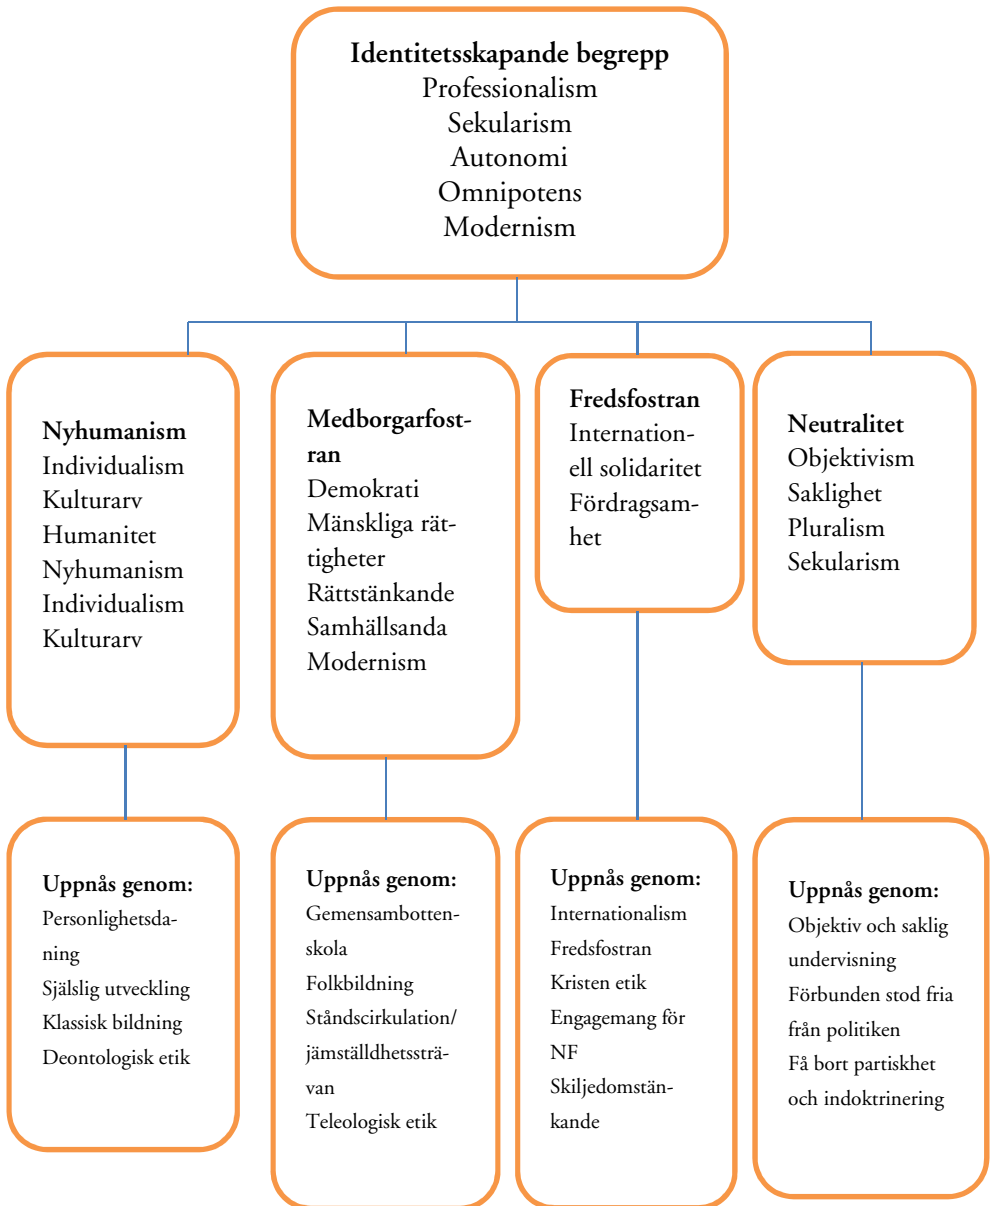 Identitetsskapande begrepp
Professionalism
Sekularism
Autonomi
Omnipotens
Modernism
Nyhumanism
Individualism
Kulturarv
Humanitet
Nyhumanism
Individualism
Kulturarv
Medborgarfost-
ran
Demokrati
Mänskliga rät-
tigheter
Rättstänkande
Samhällsanda
Modernism
Fredsfostran
Internation-
ell solidaritet
Fördragsam-
het
Neutralitet
Objektivism
Saklighet
Pluralism
Sekularism
Uppnås genom:
Personlighetsda-
ning
Själslig utveckling
Klassisk bildning
Deontologisk etik
Uppnås genom:
Gemensambotten-
skola
Folkbildning
Ståndscirkulation/
jämställdhetssträ-
van
Teleologisk etik
Uppnås genom:
Internationalism
Fredsfostran
Kristen etik
Engagemang för
NF
Skiljedomstän-
kande
Uppnås genom:
Objektiv och saklig
undervisning
Förbunden stod fria
från politiken
Få bort partiskhet
och indoktrinering